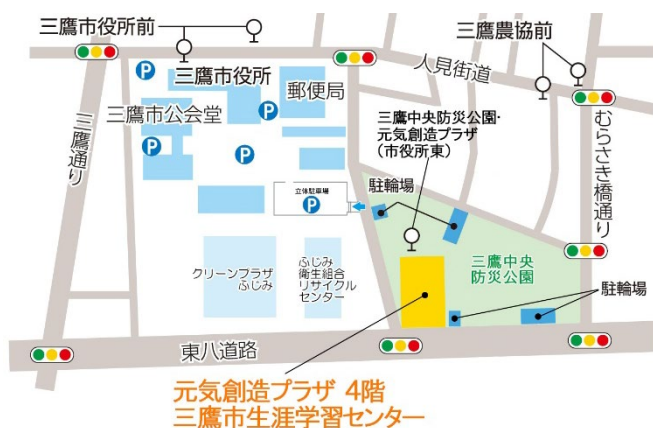 三鷹市役所前
三鷹農協前
人見街道
P
三鷹市役所
郵便局
三鷹市公会堂
P
P
P
三鷹通り
むらさき橋通り
三鷹中央防災公園・
元気創造プラザ
(市役所東)
立体駐車場
P
駐輪場
クリーンプラザ
ふじみ
ふじみ
衛生組合
リサイクル
センター
三鷹中央
防災公園
駐輪場
東八道路
元気創造プラザ 4階
三鷹市生涯学習センター